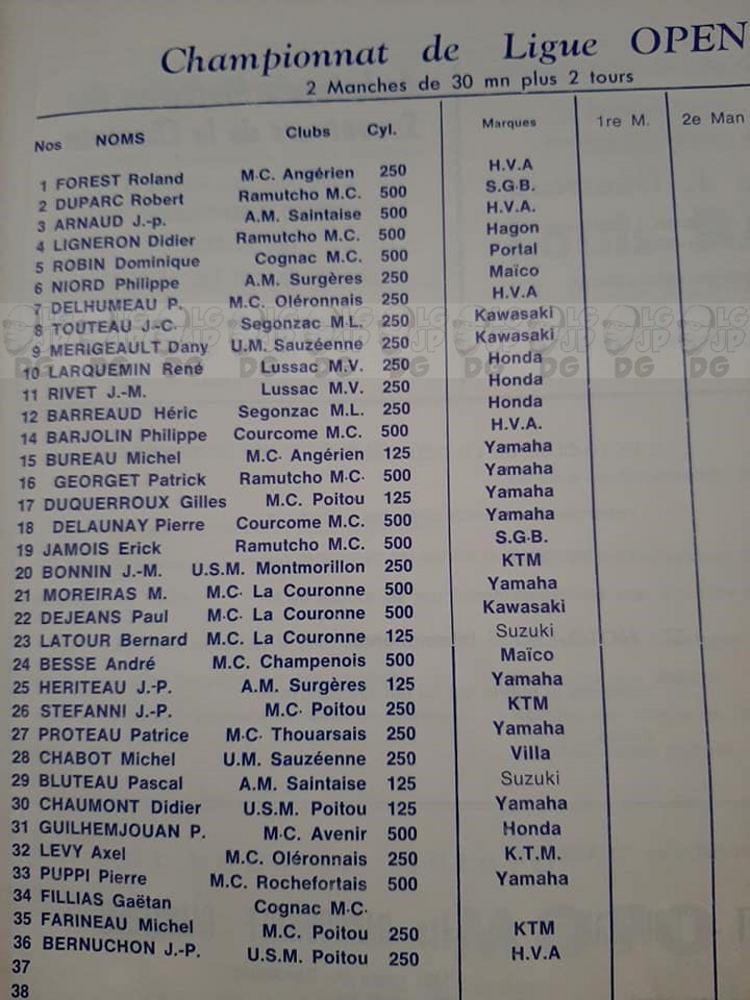 Championnat de Ligue OPEN
2 Manches de 30 mn plus 2 tours
Nos NOMS Clubs Cyl. Marques 1re M. 2e Man
1 FOREST Roland M.C. Angérien 250 H.V.A
2 DUPARC Robert Ramutcho M.C. 500 S.G.B.
3 ARNAUD J.-p. A.M. Saintaise 500 H.V.A.
4 LIGNERON Didier Ramutcho M.C. 500 Hagon
5 ROBIN Dominique Cognac M.C. 500 Portal
6 NIORD Philippe A.M. Surgères 250 Maïco
7 DELHUMEAU P. M.C. Oléronnais 250 H.V.A
8 TOUTEAU J.-C. Segonzac M.L. 250 Kawasaki
9 MERIGEAULT Dany U.M. Sauzéenne 250 Kawasaki
10 LARQUEMIN René Lussac M.V. 250 Honda
11 RIVET J.-M. Lussac M.V. 250 Honda
12 BARREAUD Héric Segonzac M.L. 250 Honda
14 BARJOLIN Philippe Courcome M.C. 500 H.V.A.
15 BUREAU Michel M.C. Angérien 125 Yamaha
16 GEORGET Patrick Ramutcho M.C. 500 Yamaha
17 DUQUERROUX Gilles M.C. Poitou 125 Yamaha
18 DELAUNAY Pierre Courcome M.C. 500 Yamaha
19 JAMOIS Erick Ramutcho M.C. 500 S.G.B.
20 BONNIN J.-M. U.S.M. Montmorillon 250 KTM
21 MOREIRAS M. M.C. La Couronne 500 Yamaha
22 DEJEANS Paul M.C. La Couronne 500 Kawasaki
23 LATOUR Bernard M.C. La Couronne 125 Suzuki
24 BESSE André M.C. Champenois 500 Maïco
25 HERITEAU J.-P. A.M. Surgères 125 Yamaha
26 STEFANNI J.-P. M.C. Poitou 250 KTM
27 PROTEAU Patrice M.C. Thouarsais 250 Yamaha
28 CHABOT Michel U.M. Sauzéenne 250 Villa
29 BLUTEAU Pascal A.M. Saintaise 125 Suzuki
30 CHAUMONT Didier U.S.M. Poitou 125 Yamaha
31 GUILHEMJOUAN P. M.C. Avenir 500 Honda
32 LEVY Axel M.C. Oléronnais 250 K.T.M.
33 PUPPI Pierre M.C. Rochefortais 500 Yamaha
34 FILLIAS Gaëtan Cognac M.C.
35 FARINEAU Michel M.C. Poitou 250 KTM
36 BERNUCHON J.-P. U.S.M. Poitou 250 H.V.A
37
38